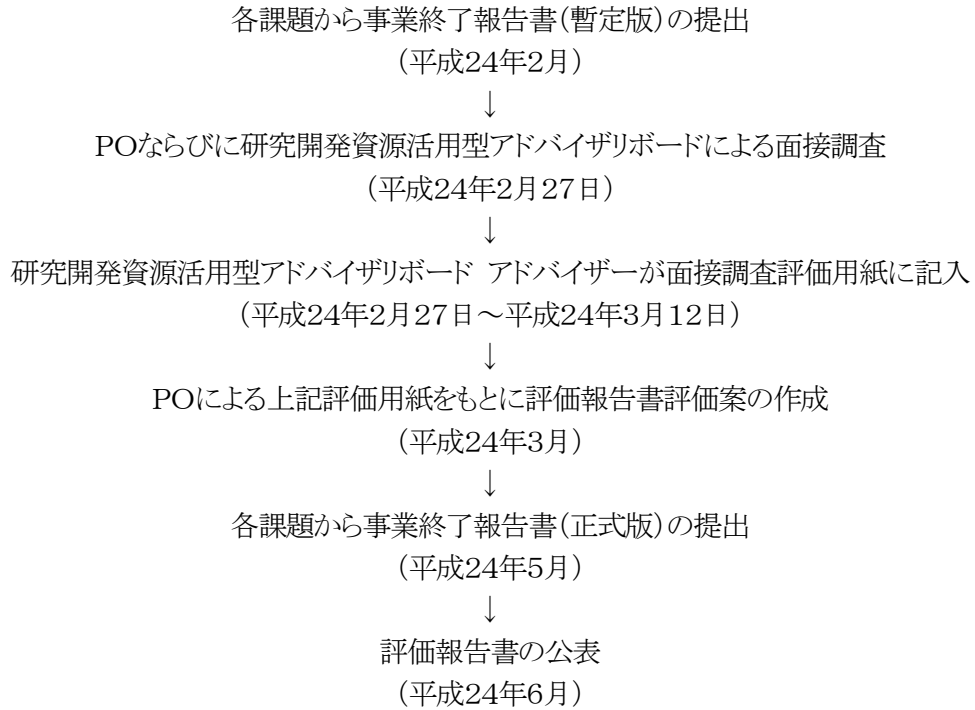 各課題から事業終了報告書(暫定版)の提出
(平成24年2月)
↓
POならびに研究開発資源活用型アドバイザリボードによる面接調査
(平成24年2月27日)
↓
研究開発資源活用型アドバイザリボード アドバイザーが面接調査評価用紙に記入
(平成24年2月27日～平成24年3月12日)
↓
POによる上記評価用紙をもとに評価報告書評価案の作成
(平成24年3月)
↓
各課題から事業終了報告書(正式版)の提出
(平成24年5月)
↓
評価報告書の公表
(平成24年6月)